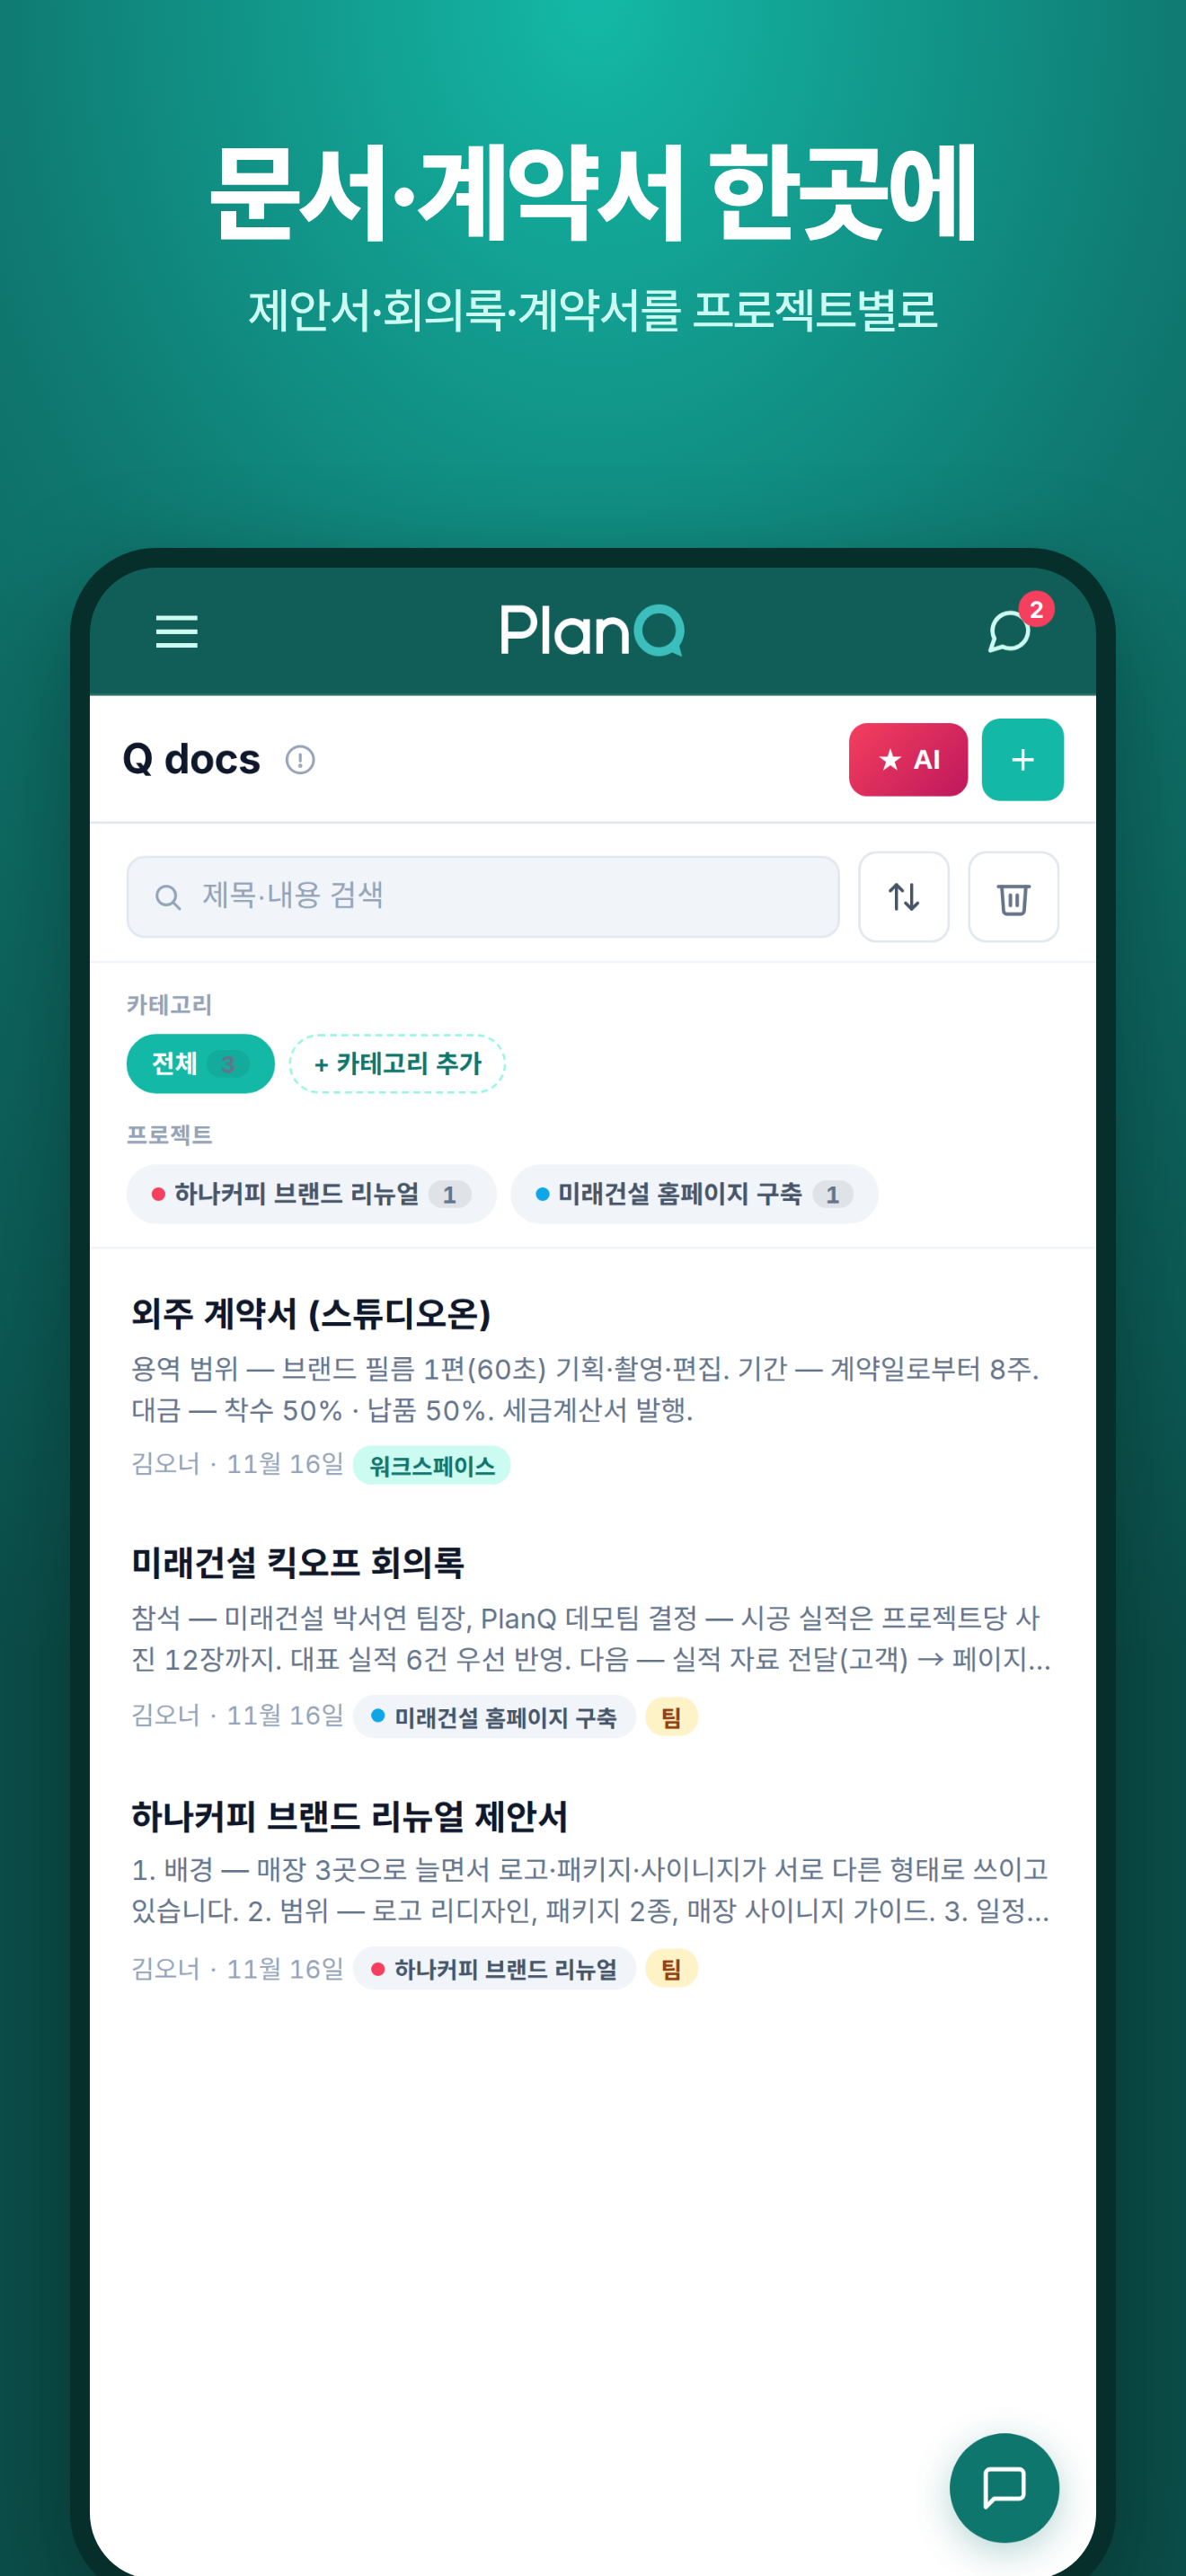 문서·계약서 한곳에
제안서·회의록·계약서를 프로젝트별로
PlanQ
2
Q docs
★ AI
+
제목·내용 검색
카테고리
전체 3
+ 카테고리 추가
프로젝트
하나커피 브랜드 리뉴얼 1
미래건설 홈페이지 구축 1
외주 계약서 (스튜디오온)
용역 범위 — 브랜드 필름 1편(60초) 기획·촬영·편집. 기간 — 계약일로부터 8주.
대금 — 착수 50% · 납품 50%. 세금계산서 발행.
김오너 · 11월 16일 워크스페이스
미래건설 킥오프 회의록
참석 — 미래건설 박서연 팀장, PlanQ 데모팀 결정 — 시공 실적은 프로젝트당 사
진 12장까지. 대표 실적 6건 우선 반영. 다음 — 실적 자료 전달(고객) → 페이지...
김오너 · 11월 16일 미래건설 홈페이지 구축 팀
하나커피 브랜드 리뉴얼 제안서
1. 배경 — 매장 3곳으로 늘면서 로고·패키지·사이니지가 서로 다른 형태로 쓰이고
있습니다. 2. 범위 — 로고 리디자인, 패키지 2종, 매장 사이니지 가이드. 3. 일정...
김오너 · 11월 16일 하나커피 브랜드 리뉴얼 팀